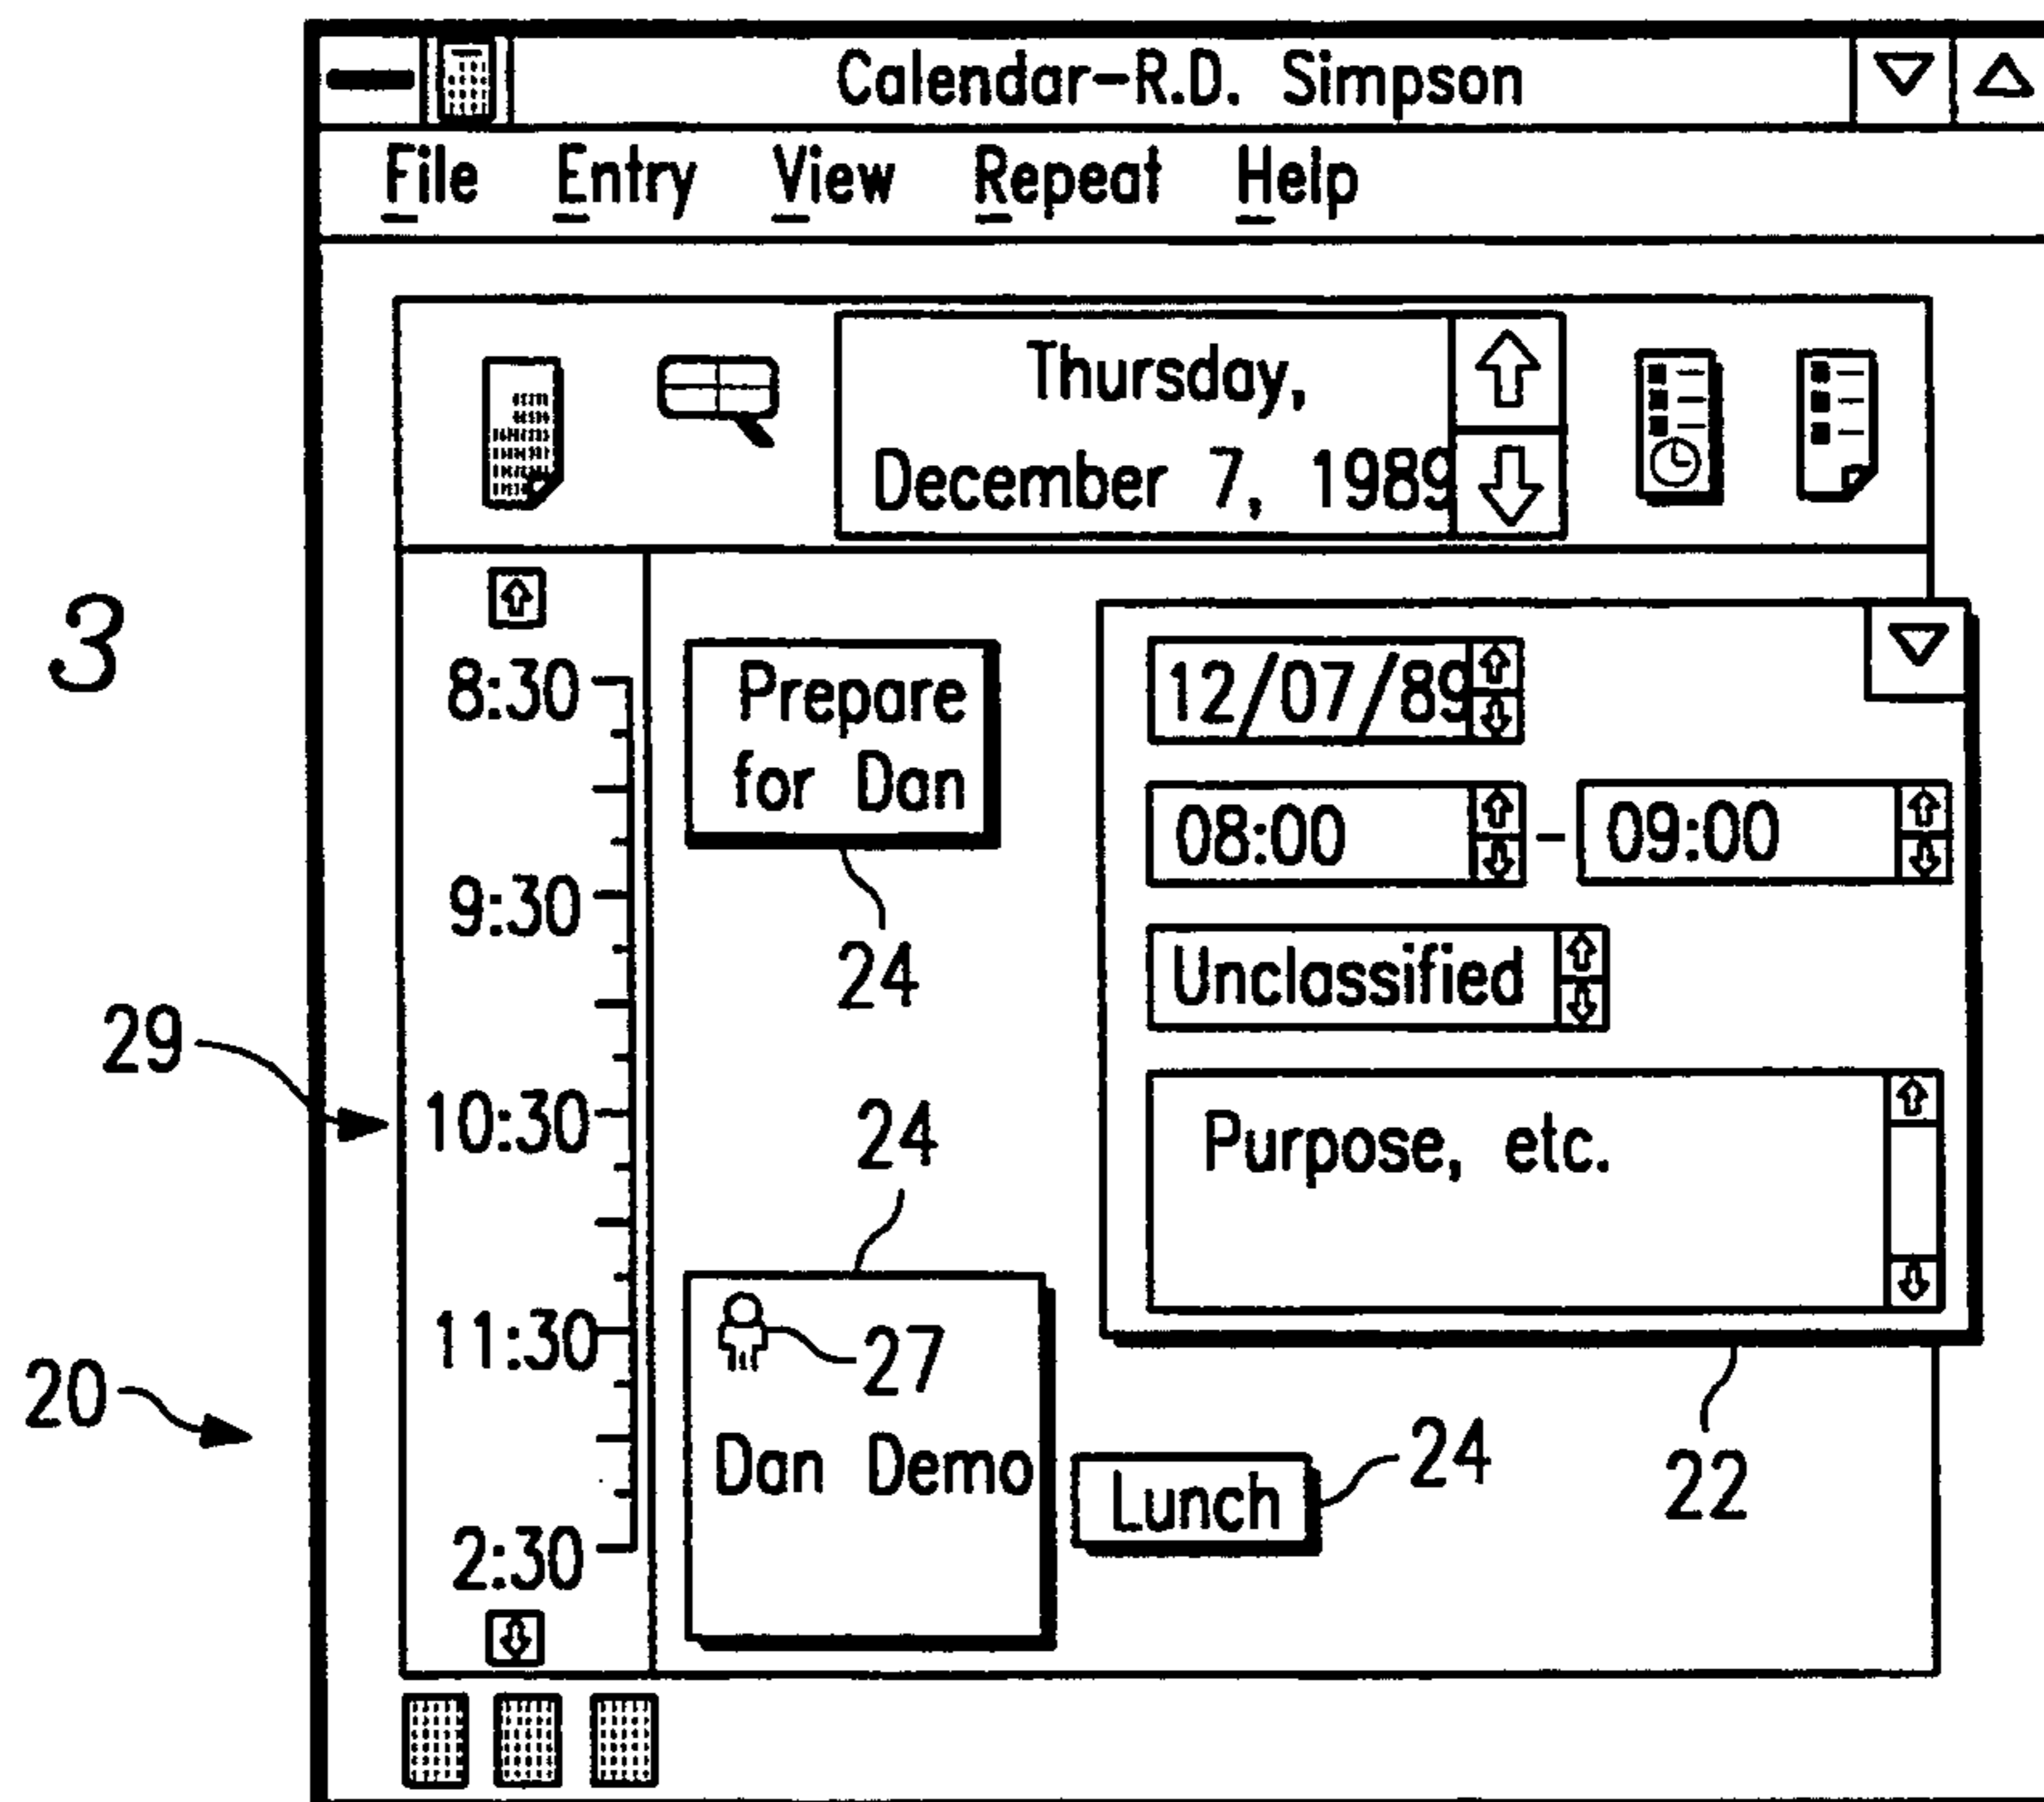 Calendar-R.D. Simpson
File Entry View Repeat Help
Thursday,
December 7, 1989
3
8:30
9:30
10:30
11:30
2:30
29
20
Prepare
for Dan
24
24
27
Dan Demo
Lunch
24
12/07/89
08:00 - 09:00
Unclassified
Purpose, etc.
22